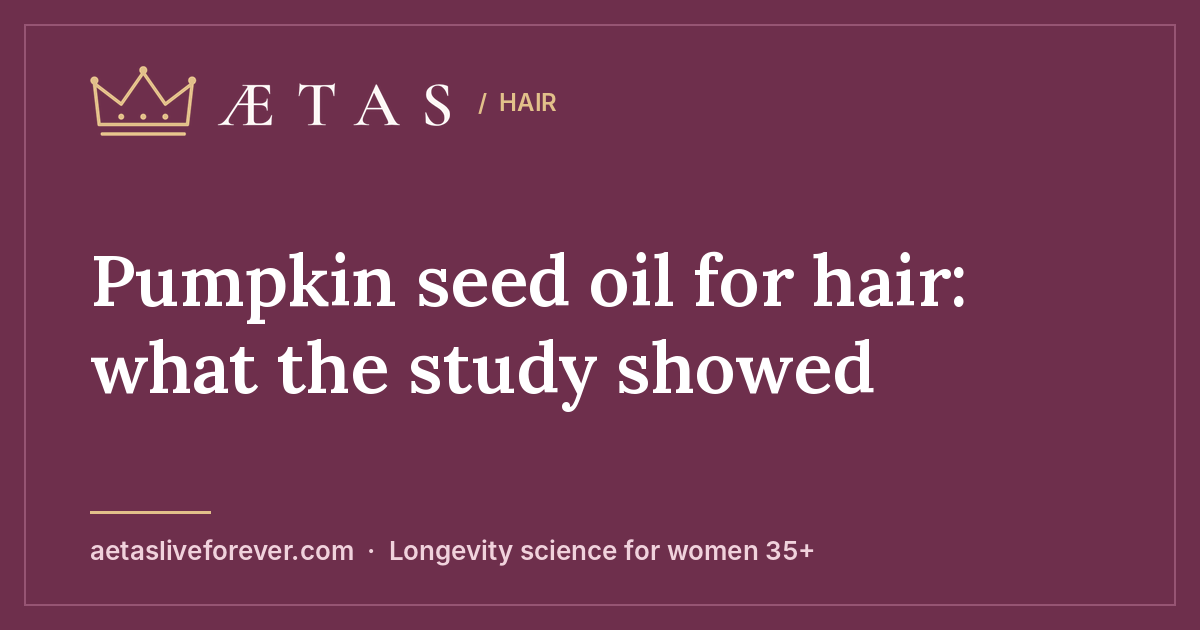 ÆTAS / HAIR
Pumpkin seed oil for hair:
what the study showed
aetasliveforever.com · Longevity science for women 35+